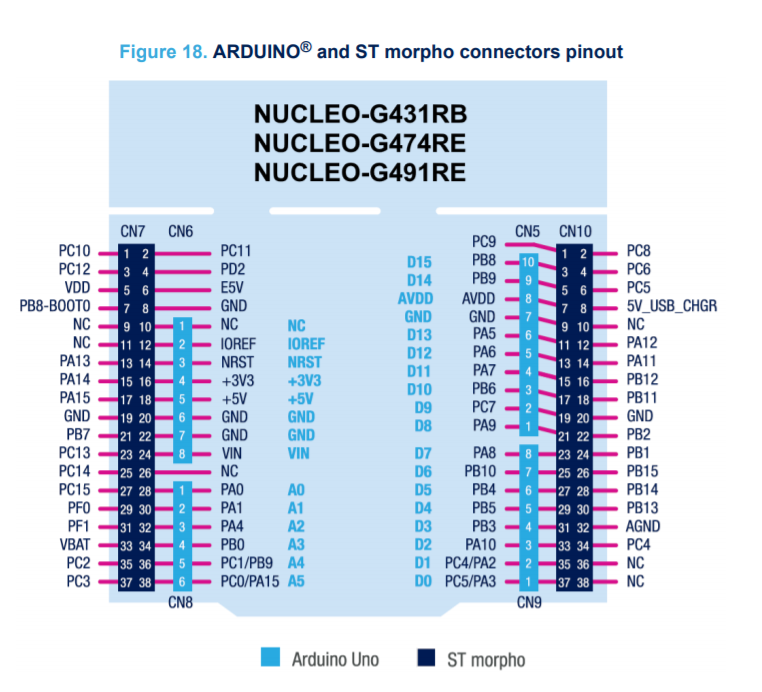 Figure 18. ARDUINO® and ST morpho connectors pinout
NUCLEO-G431RB
NUCLEO-G474RE
NUCLEO-G491RE
CN7 CN6 CN5 CN10
PC9
PC10 1 2 PC11 D15 PB8 10 1 2 PC8
PC12 3 4 PD2 D14 PB9 9 3 4 PC6
VDD 5 6 E5V AVDD AVDD 8 5 6 PC5
PB8-BOOT0 7 8 GND GND GND 7 7 8 5V_USB_CHGR
NC 9 10 1 NC NC D13 PA5 6 9 10 NC
NC 11 12 2 IOREF IOREF D12 PA6 5 11 12 PA12
PA13 13 14 3 NRST NRST D11 PA7 4 13 14 PA11
PA14 15 16 4 +3V3 +3V3 D10 PB6 3 15 16 PB12
PA15 17 18 5 +5V +5V D9 PC7 2 17 18 PB11
GND 19 20 6 GND GND D8 PA9 1 19 20 GND
PB7 21 22 7 GND GND 21 22 PB2
PC13 23 24 8 VIN VIN D7 PA8 8 23 24 PB1
PC14 25 26 NC D6 PB10 7 25 26 PB15
PC15 27 28 1 PA0 A0 D5 PB4 6 27 28 PB14
PF0 29 30 2 PA1 A1 D4 PB5 5 29 30 PB13
PF1 31 32 3 PA4 A2 D3 PB3 4 31 32 AGND
VBAT 33 34 4 PB0 A3 D2 PA10 3 33 34 PC4
PC2 35 36 5 PC1/PB9 A4 D1 PC4/PA2 2 35 36 NC
PC3 37 38 6 PC0/PA15 A5 D0 PC5/PA3 1 37 38 NC
CN8 CN9
Arduino Uno ST morpho